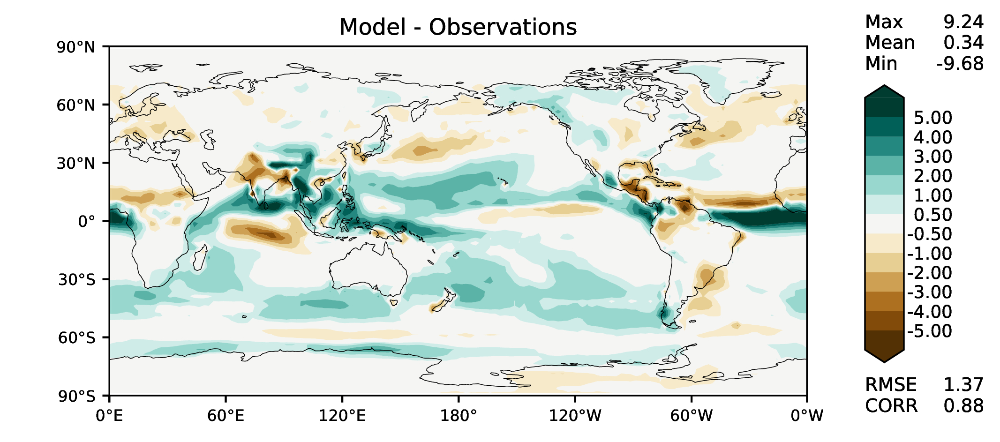 Model - Observations
Max 9.24
Mean 0.34
Min -9.68
90°N
60°N
30°N
0°
30°S
60°S
90°S
0°E 60°E 120°E 180° 120°W 60°W 0°W
5.00
4.00
3.00
2.00
1.00
0.50
-0.50
-1.00
-2.00
-3.00
-4.00
-5.00
RMSE 1.37
CORR 0.88